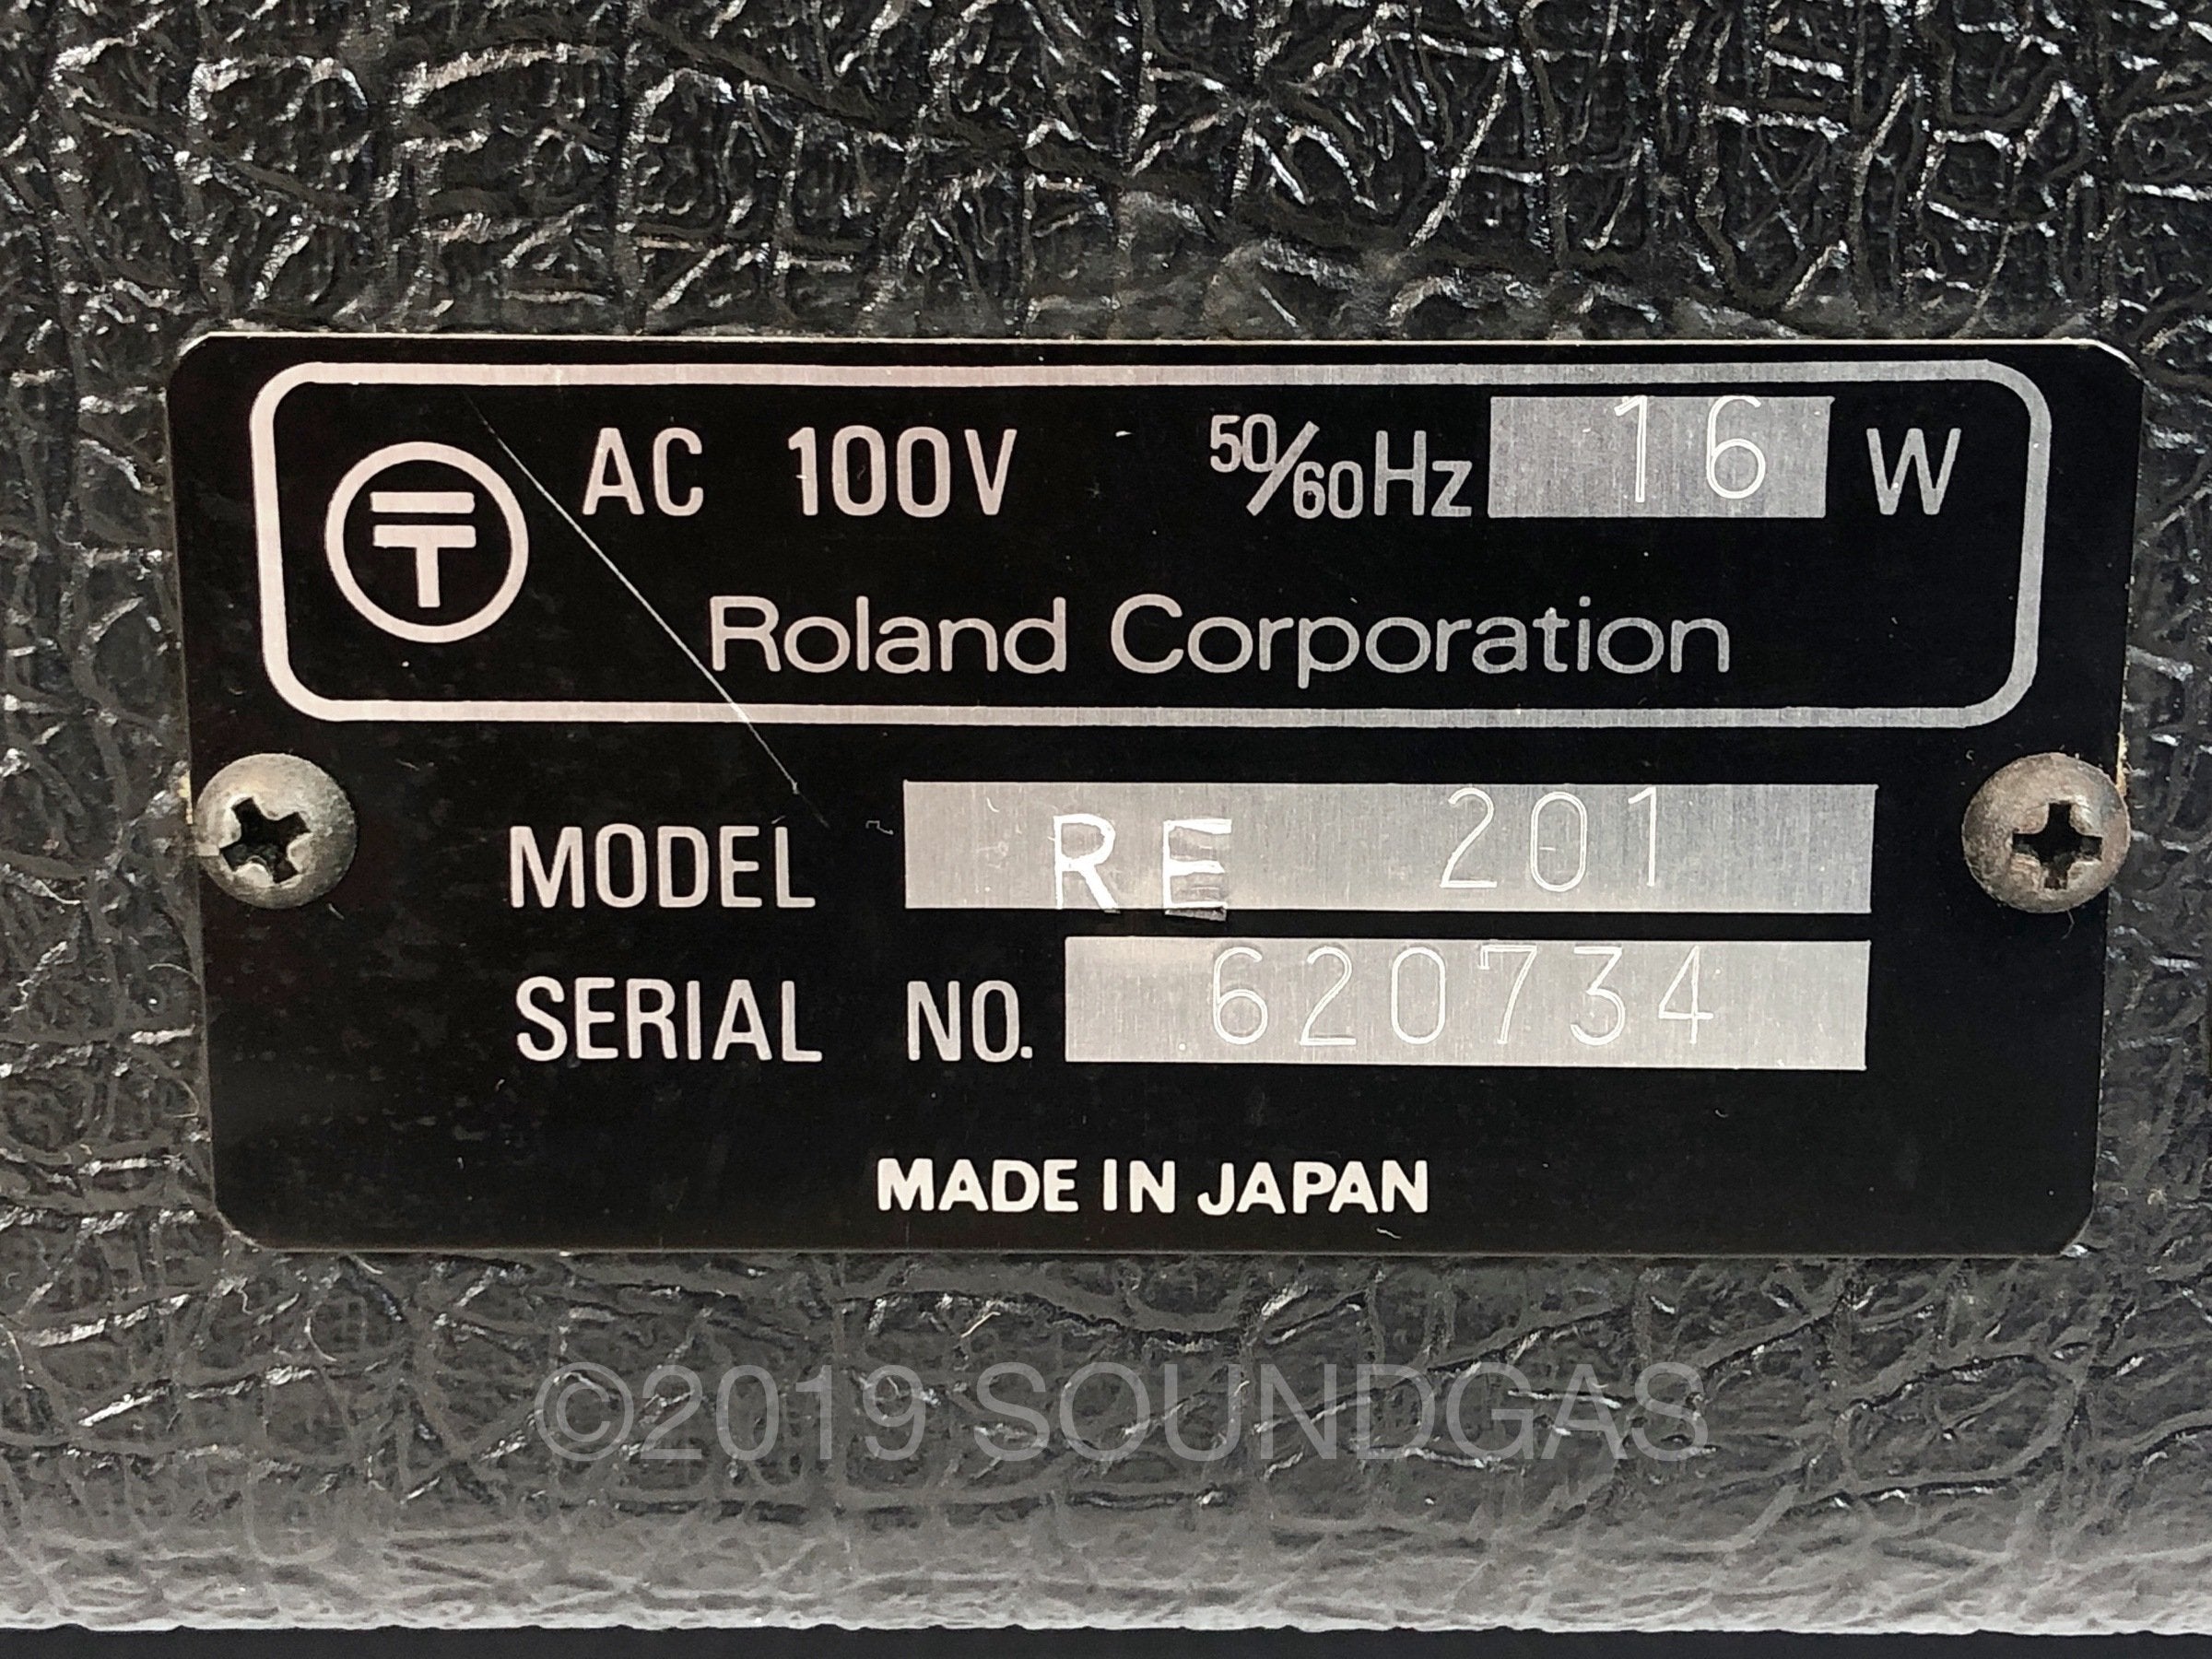 〒 AC 100V 50/60Hz 16 W
Roland Corporation
MODEL RE 201
SERIAL NO. 620734
MADE IN JAPAN
©2019 SOUNDGAS